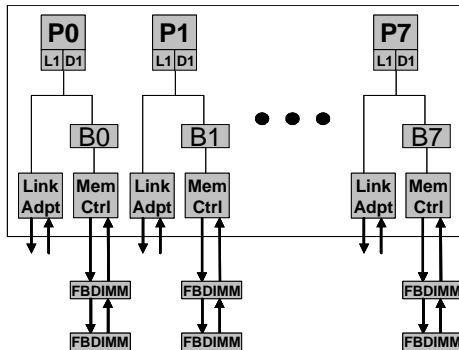 P0 P1 P7
L1 D1 L1 D1 L1 D1
B0 B1 B7
Link Adpt Mem Ctrl Link Adpt Mem Ctrl Link Adpt Mem Ctrl
FBDIMM FBDIMM FBDIMM
FBDIMM FBDIMM FBDIMM